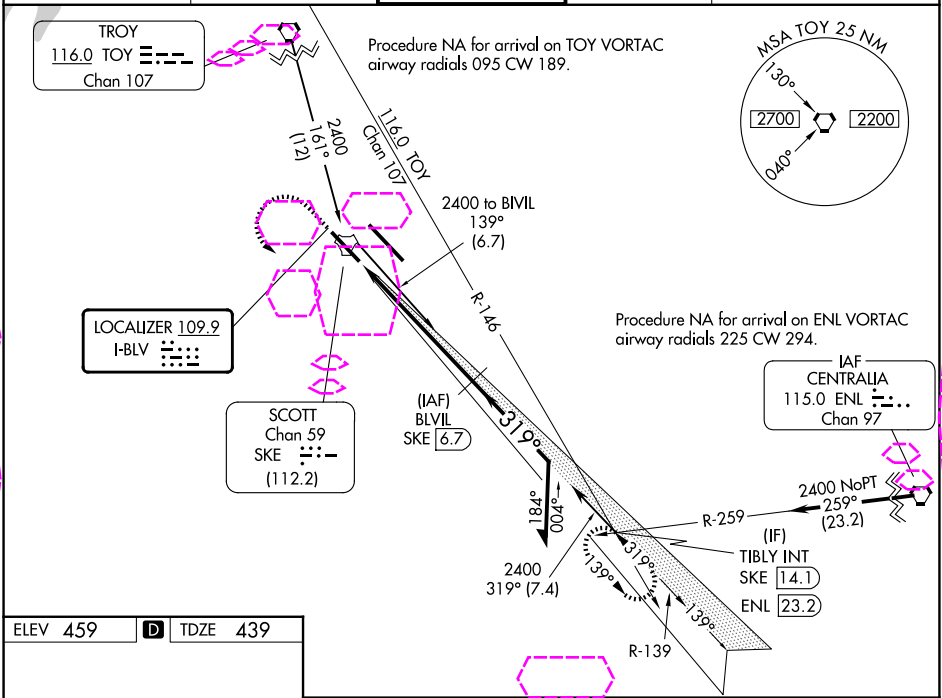 TROY
116.0 TOY
Chan 107
Procedure NA for arrival on TOY VORTAC
airway radials 095 CW 189.
MSA TOY 25 NM
130°
2700
2200
040°
2400
161°
(12)
116.0 TOY
Chan 107
2400 to BIVIL
139°
(6.7)
R-146
LOCALIZER 109.9
I-BLV
Procedure NA for arrival on ENL VORTAC
airway radials 225 CW 294.
IAF
CENTRALIA
115.0 ENL
Chan 97
SCOTT
Chan 59
SKE
(112.2)
(IAF)
BLVIL
SKE 6.7
319°
184°
004°
2400 NoPT
259°
(23.2)
R-259
(IF)
TIBLY INT
SKE 14.1
ENL 23.2
2400
319° (7.4)
319°
139°
139°
R-139
ELEV 459 D TDZE 439